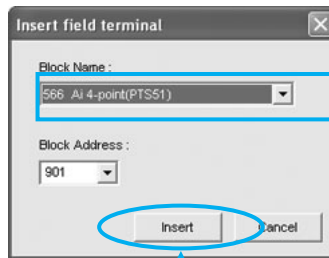 Insert field terminal
Block Name :
566 Ai 4-point(PTS51)
Block Address :
901
Insert Cancel